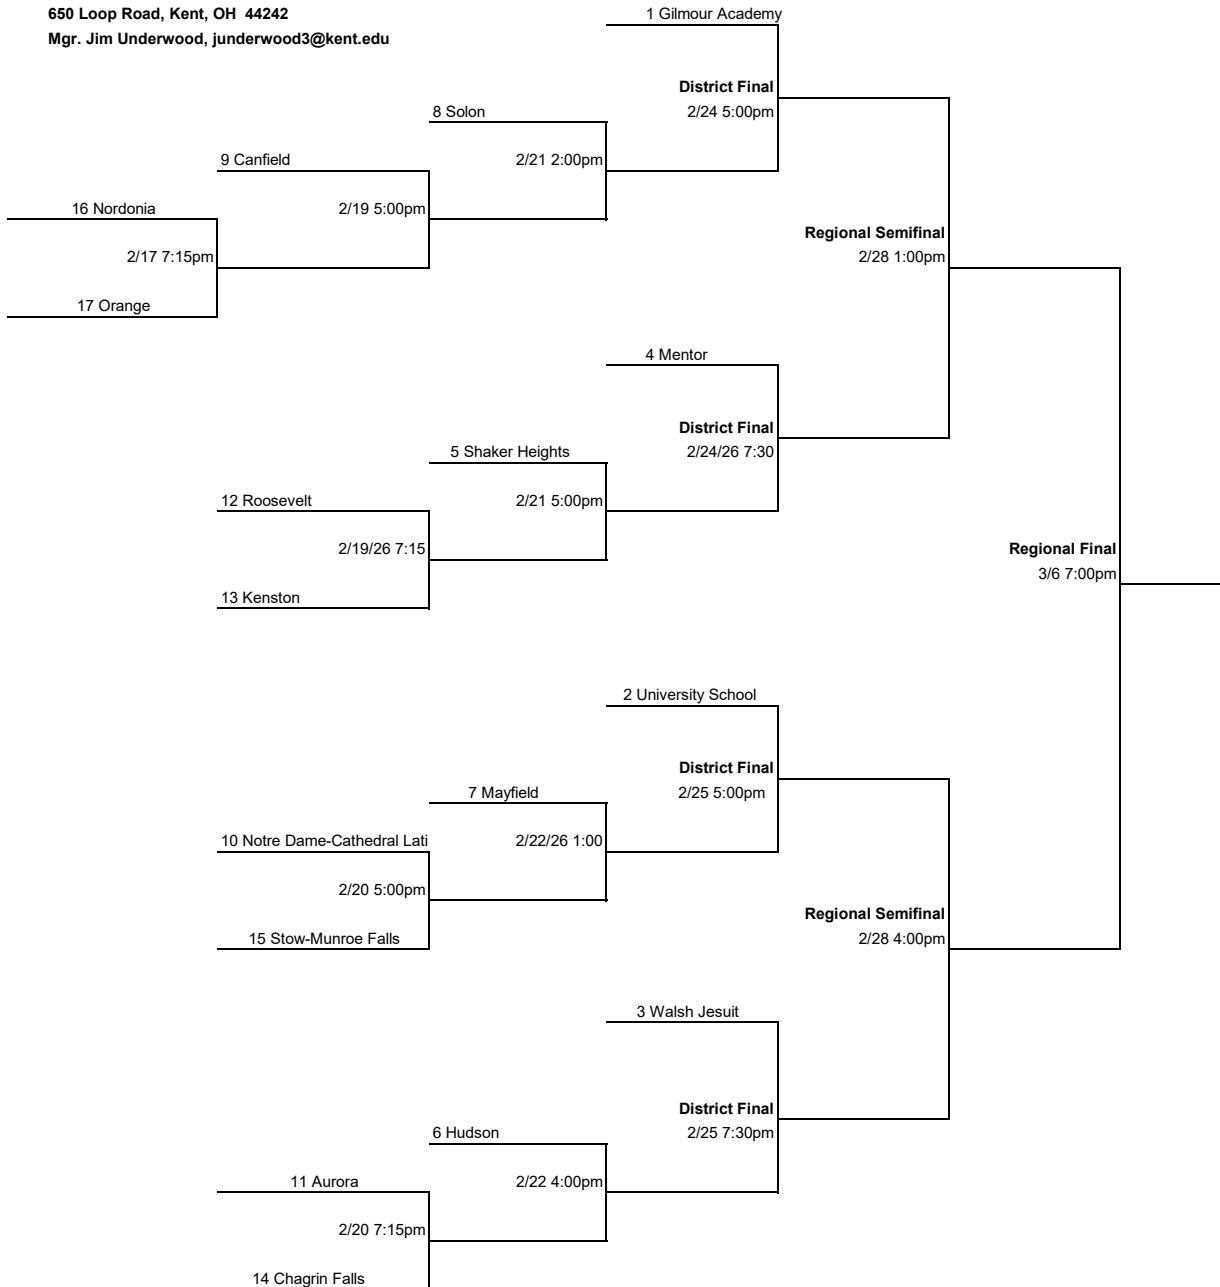 650 Loop Road, Kent, OH 44242
1 Gilmour Academy
Mgr. Jim Underwood, junderwood3@kent.edu
District Final
8 Solon
2/24 5:00pm
9 Canfield
2/21 2:00pm
16 Nordonia
2/19 5:00pm
Regional Semifinal
2/17 7:15pm
2/28 1:00pm
17 Orange
4 Mentor
District Final
5 Shaker Heights
2/24/26 7:30
12 Roosevelt
2/21 5:00pm
2/19/26 7:15
Regional Final
3/6 7:00pm
13 Kenston
2 University School
District Final
7 Mayfield
2/25 5:00pm
10 Notre Dame-Cathedral Lati
2/22/26 1:00
2/20 5:00pm
Regional Semifinal
15 Stow-Munroe Falls
2/28 4:00pm
3 Walsh Jesuit
District Final
6 Hudson
2/25 7:30pm
11 Aurora
2/22 4:00pm
2/20 7:15pm
14 Chagrin Falls